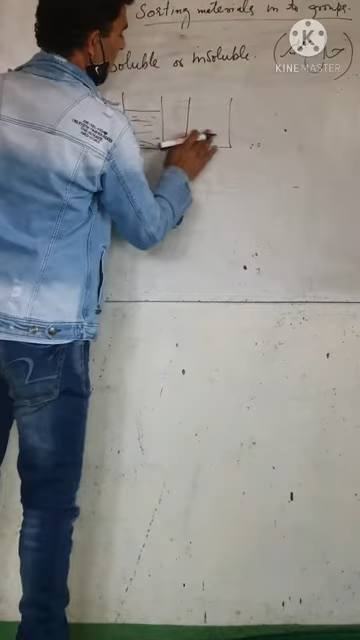 Sorting materials in to groups.
soluble or insoluble.
KINEMASTER